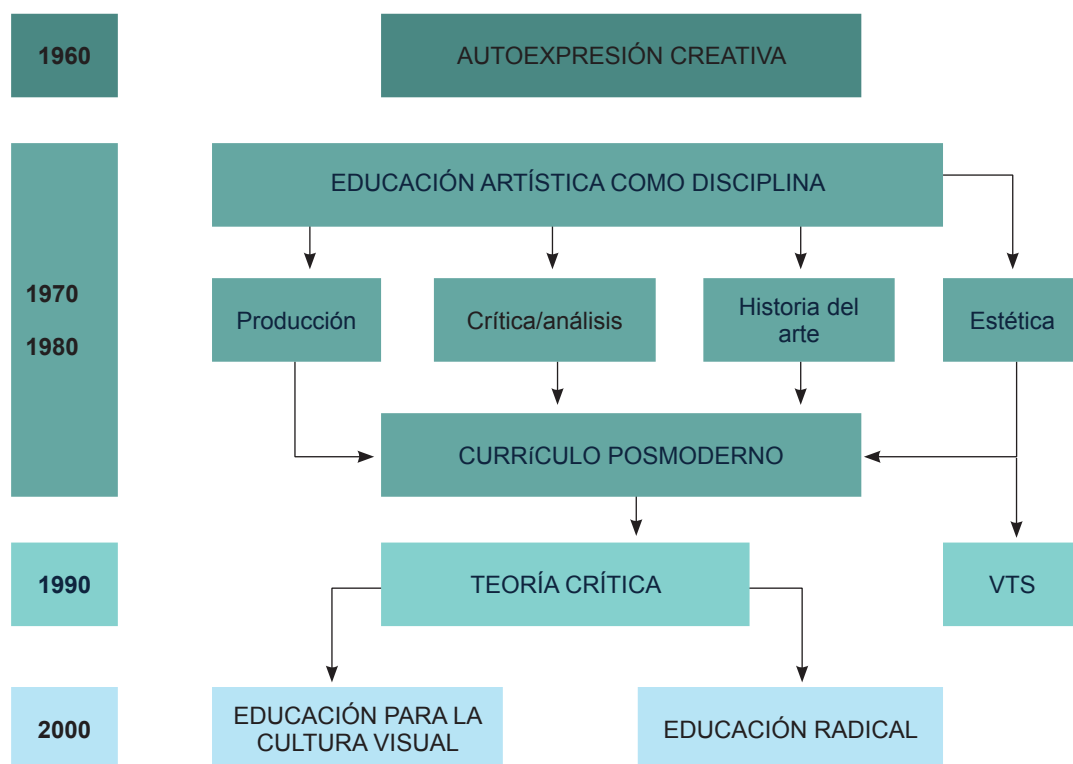 1960
AUTOEXPRESIÓN CREATIVA
EDUCACIÓN ARTÍSTICA COMO DISCIPLINA
1970
1980
Producción
Crítica/análisis
Historia del
arte
Estética
CURRíCULO POSMODERNO
1990
TEORÍA CRÍTICA
VTS
2000
EDUCACIÓN PARA LA
CULTURA VISUAL
EDUCACIÓN RADICAL